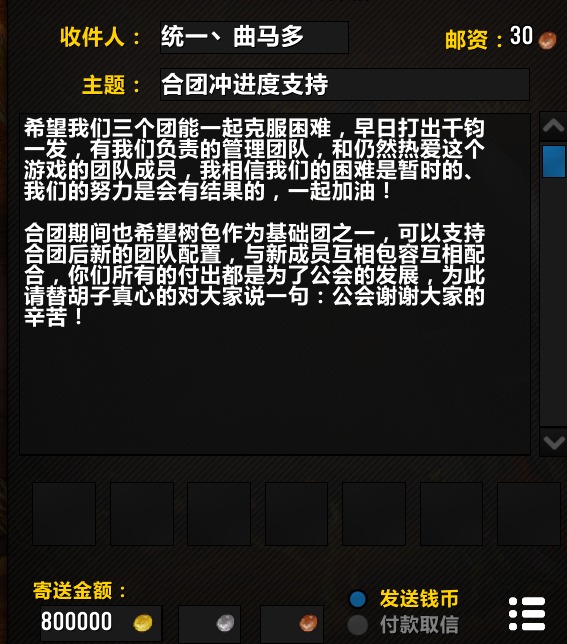 收件人： 统一丶曲马多 邮资：30
主题： 合团冲进度支持
希望我们三个团能一起克服困难，早日打出千钧
一发，有我们负责的管理团队，和仍然热爱这个
游戏的团队成员，我相信我们的困难是暂时的、
我们的努力是会有结果的，一起加油！
合团期间也希望树色作为基础团之一，可以支持
合团后新的团队配置，与新成员互相包容互相配
合，你们所有的付出都是为了公会的发展，为此
请替胡子真心的对大家说一句：公会谢谢大家的
辛苦！
寄送金额：
800000
发送钱币
付款取信